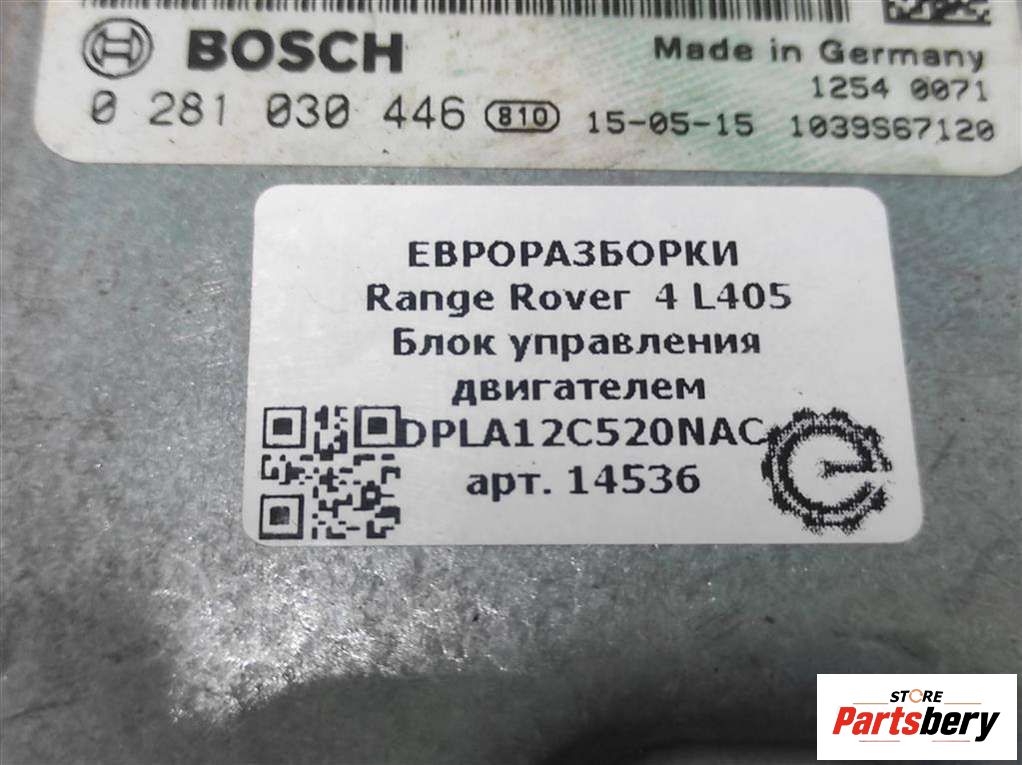 BOSCH
Made in Germany
1254 0071
0 281 030 446 810 15-05-15 1039S67120
ЕВРОРАЗБОРКИ
Range Rover 4 L405
Блок управления
двигателем
DPLA12C520NAC
арт. 14536
STORE
Partsbery